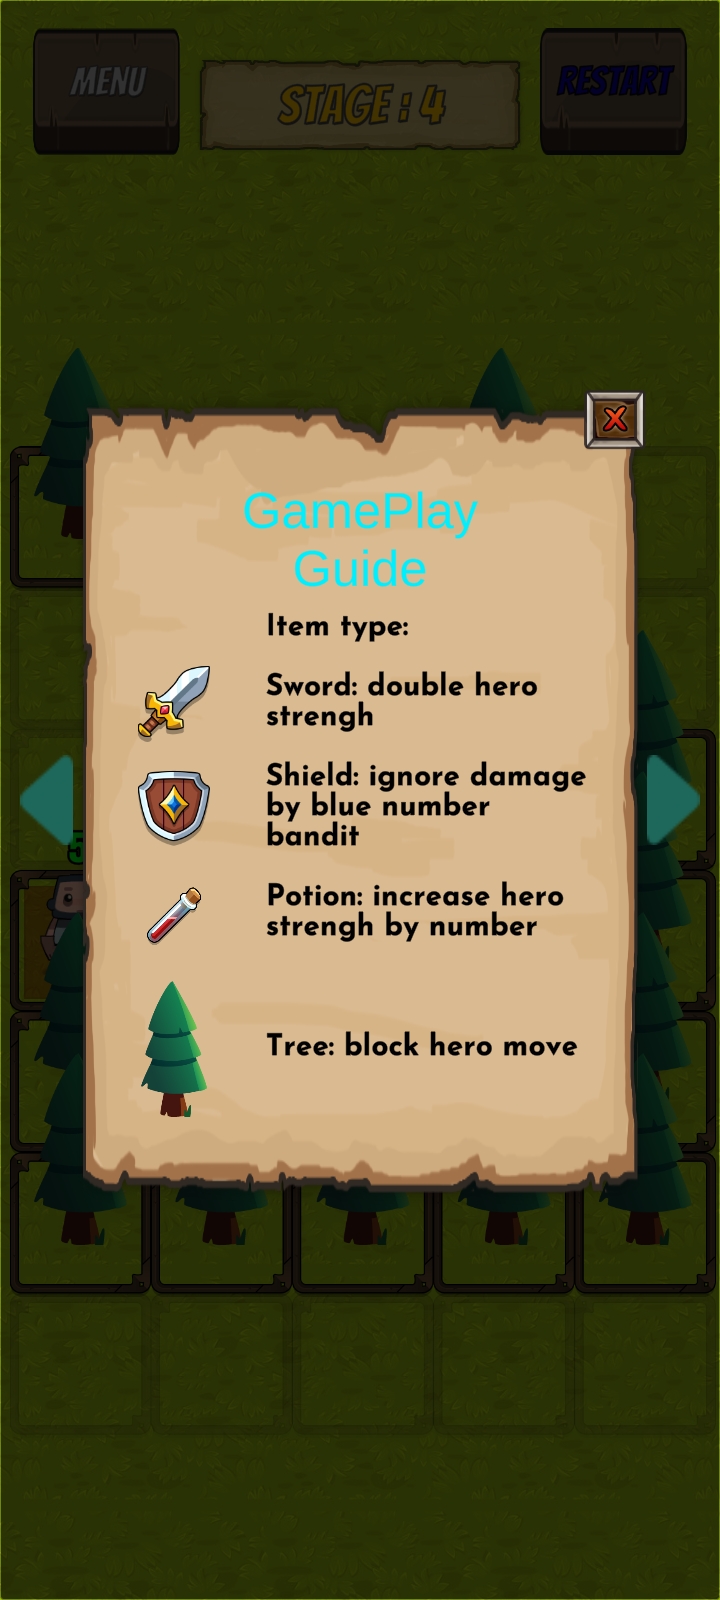 MENU
STAGE : 4
RESTART
X
GamePlay
Guide
Item type:
Sword: double hero
strengh
Shield: ignore damage
by blue number
bandit
Potion: increase hero
strengh by number
Tree: block hero move